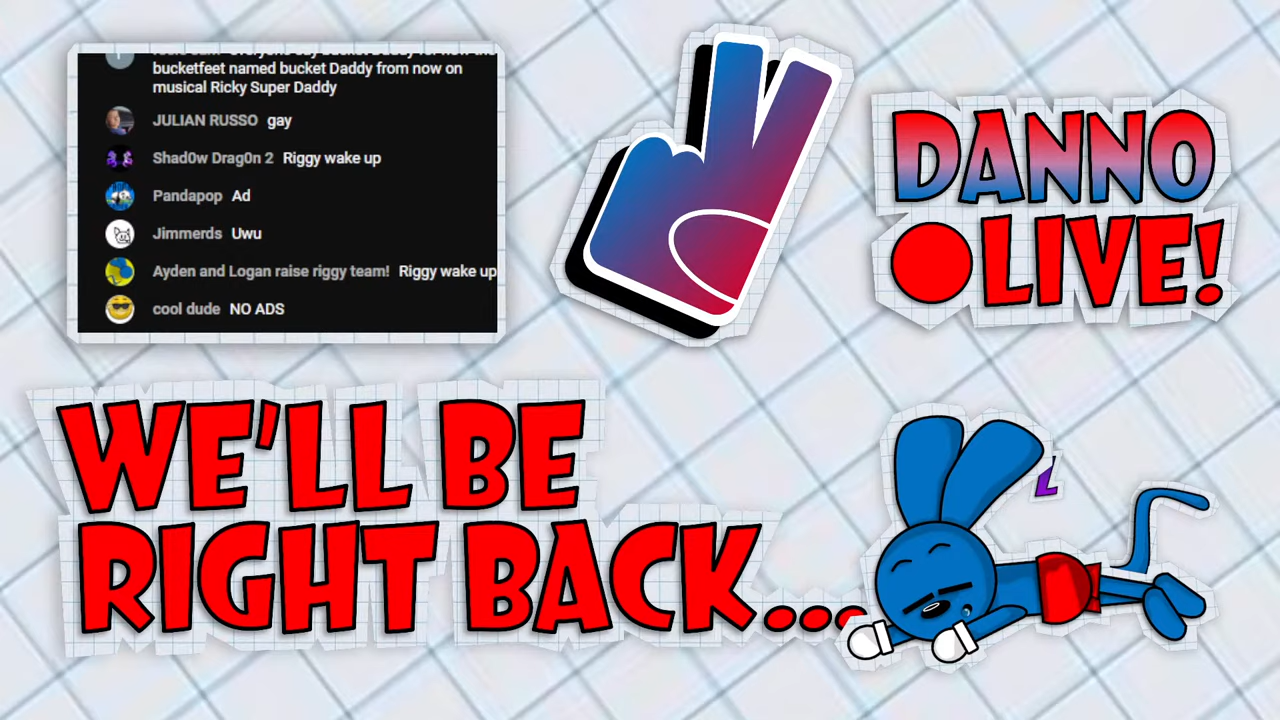 bucketfeet named bucket Daddy from now on
musical Ricky Super Daddy
JULIAN RUSSO gay
Shad0w Drag0n 2 Riggy wake up
Pandapop Ad
Jimmerds Uwu
Ayden and Logan raise riggy team! Riggy wake up
cool dude NO ADS
DANNO
LIVE!
WE'LL BE
RIGHT BACK...
Z